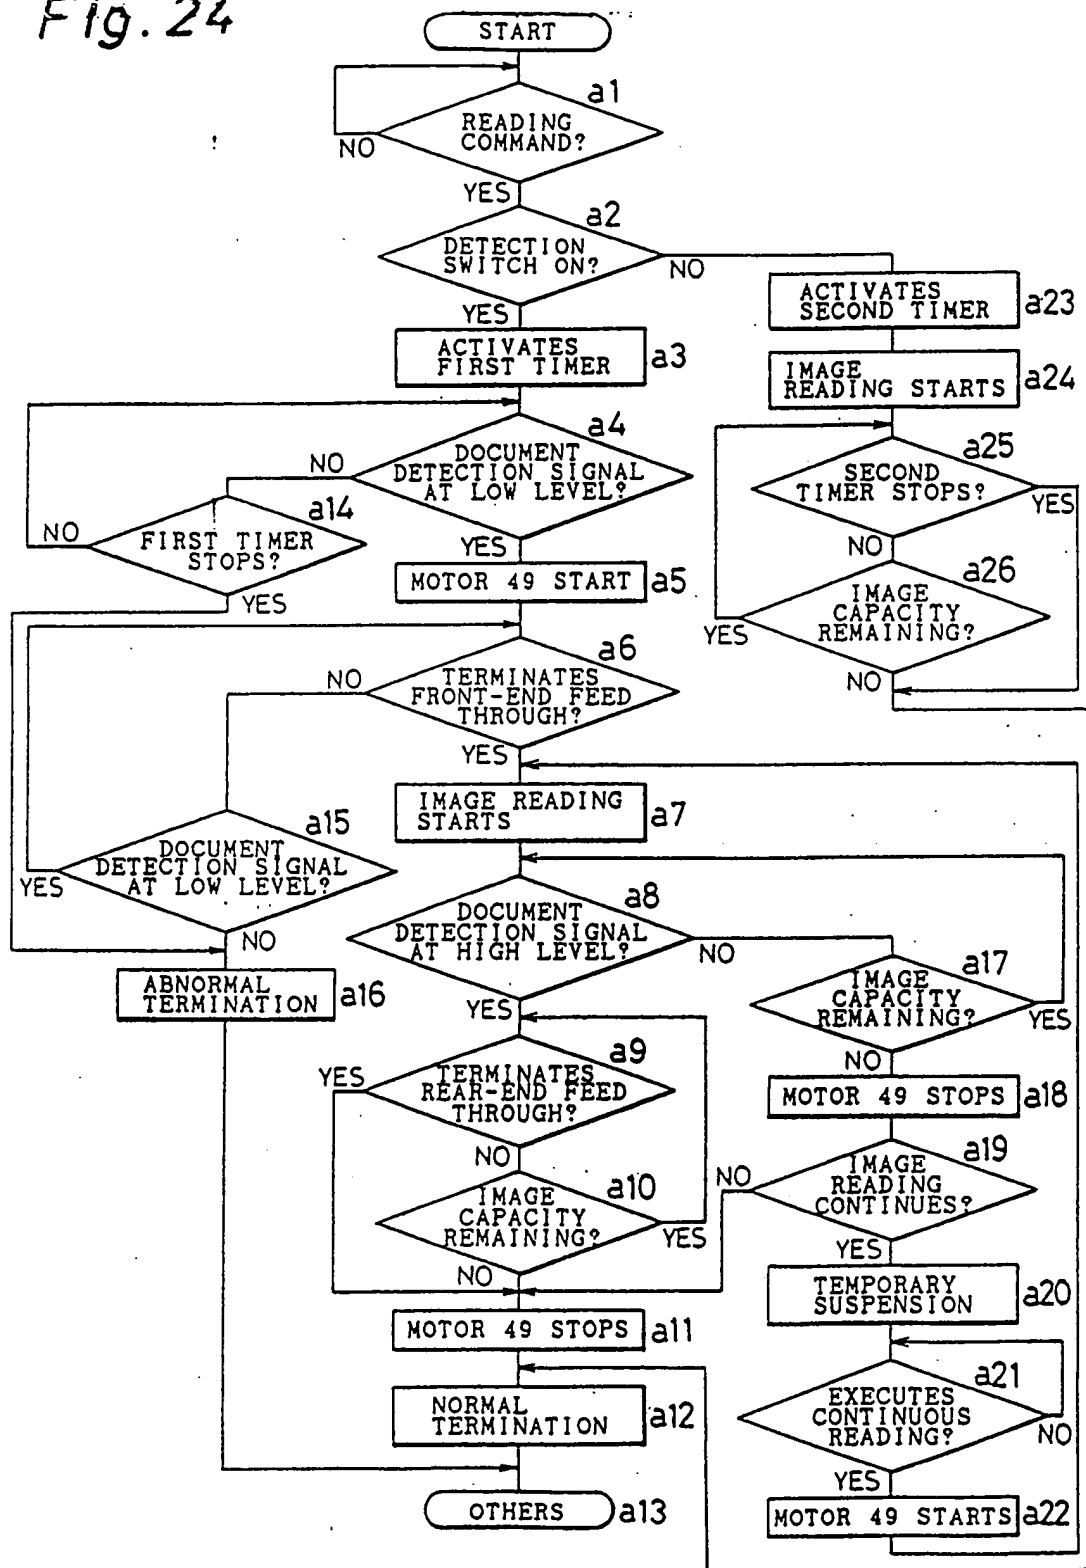 Fig. 24
START
a1
READING
COMMAND?
NO
YES
a2
DETECTION
SWITCH ON?
NO
YES
ACTIVATES
FIRST TIMER
a3
ACTIVATES
SECOND TIMER
a23
IMAGE
READING STARTS
a24
a4
DOCUMENT
DETECTION SIGNAL
AT LOW LEVEL?
NO
YES
a14
FIRST TIMER
STOPS?
NO
YES
a25
SECOND
TIMER STOPS?
YES
NO
MOTOR 49 START
a5
a26
IMAGE
CAPACITY
REMAINING?
YES
NO
a6
TERMINATES
FRONT-END FEED
THROUGH?
NO
YES
IMAGE READING
STARTS
a7
a15
DOCUMENT
DETECTION SIGNAL
AT LOW LEVEL?
YES
NO
a8
DOCUMENT
DETECTION SIGNAL
AT HIGH LEVEL?
NO
YES
ABNORMAL
TERMINATION
a16
a17
IMAGE
CAPACITY
REMAINING?
YES
NO
a9
TERMINATES
REAR-END FEED
THROUGH?
YES
NO
MOTOR 49 STOPS
a18
a10
IMAGE
CAPACITY
REMAINING?
YES
NO
a19
IMAGE
READING
CONTINUES?
NO
YES
TEMPORARY
SUSPENSION
a20
MOTOR 49 STOPS
a11
a21
EXECUTES
CONTINUOUS
READING?
NO
YES
NORMAL
TERMINATION
a12
MOTOR 49 STARTS
a22
OTHERS
a13